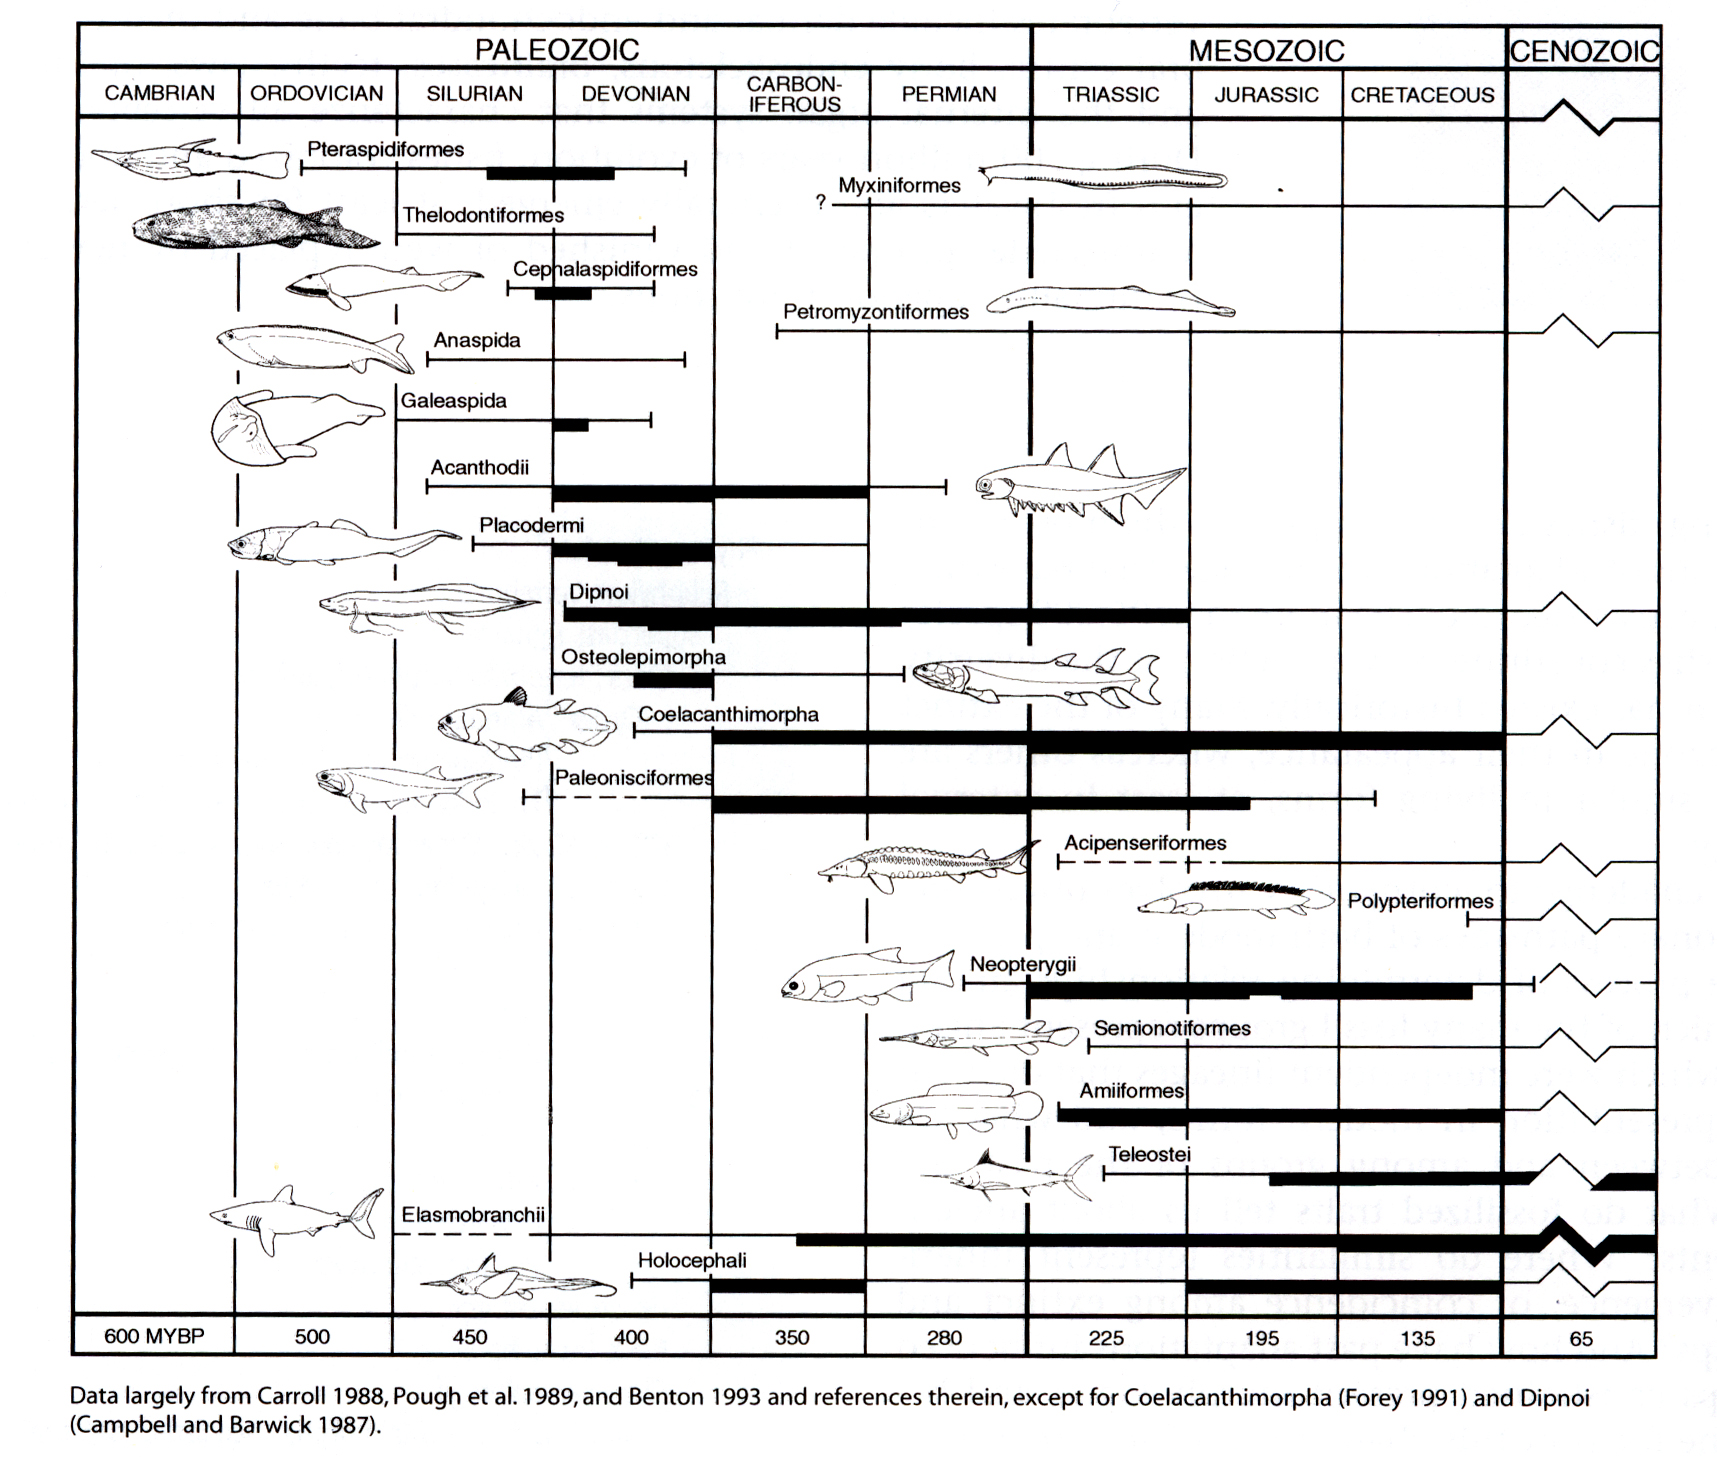 PALEOZOIC
MESOZOIC
CENOZOIC
CAMBRIAN
ORDOVICIAN
SILURIAN
DEVONIAN
CARBON-
IFEROUS
PERMIAN
TRIASSIC
JURASSIC
CRETACEOUS
Pteraspidiformes
Myxiniformes
?
Thelodontiformes
Cephalaspidiformes
Petromyzontiformes
Anaspida
Galeaspida
Acanthodii
Placodermi
Dipnoi
Osteolepimorpha
Coelacanthimorpha
Paleonisciformes
Acipenseriformes
Polypteriformes
Neopterygii
Semionotiformes
Amiiformes
Teleostei
Elasmobranchii
Holocephali
600 MYBP
500
450
400
350
280
225
195
135
65
Data largely from Carroll 1988, Pough et al. 1989, and Benton 1993 and references therein, except for Coelacanthimorpha (Forey 1991) and Dipnoi
(Campbell and Barwick 1987).